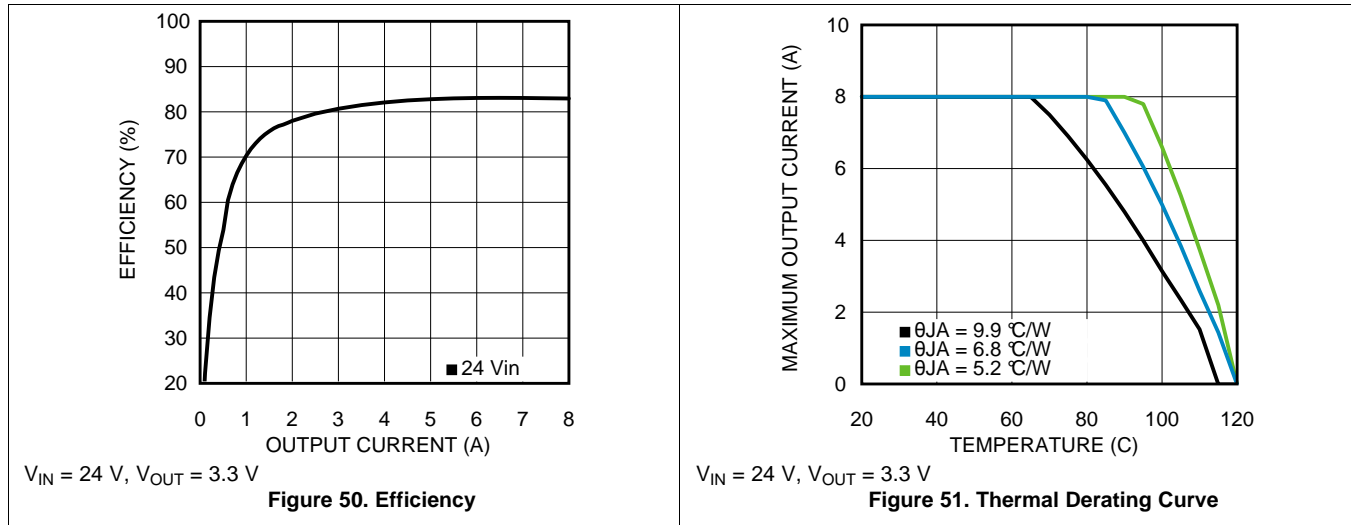 100
90
80
70
60
50
40
30
20
EFFICIENCY (%)
24 Vin
0 1 2 3 4 5 6 7 8
OUTPUT CURRENT (A)
V_IN = 24 V, V_OUT = 3.3 V
Figure 50. Efficiency
10
8
6
4
2
0
MAXIMUM OUTPUT CURRENT (A)
θJA = 9.9 °C/W
θJA = 6.8 °C/W
θJA = 5.2 °C/W
20 40 60 80 100 120
TEMPERATURE (C)
V_IN = 24 V, V_OUT = 3.3 V
Figure 51. Thermal Derating Curve